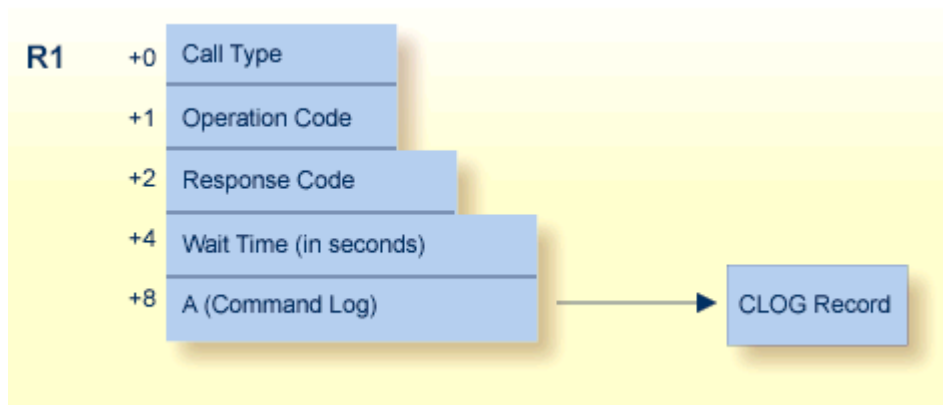 R1 +0 Call Type
+1 Operation Code
+2 Response Code
+4 Wait Time (in seconds)
+8 A (Command Log) CLOG Record